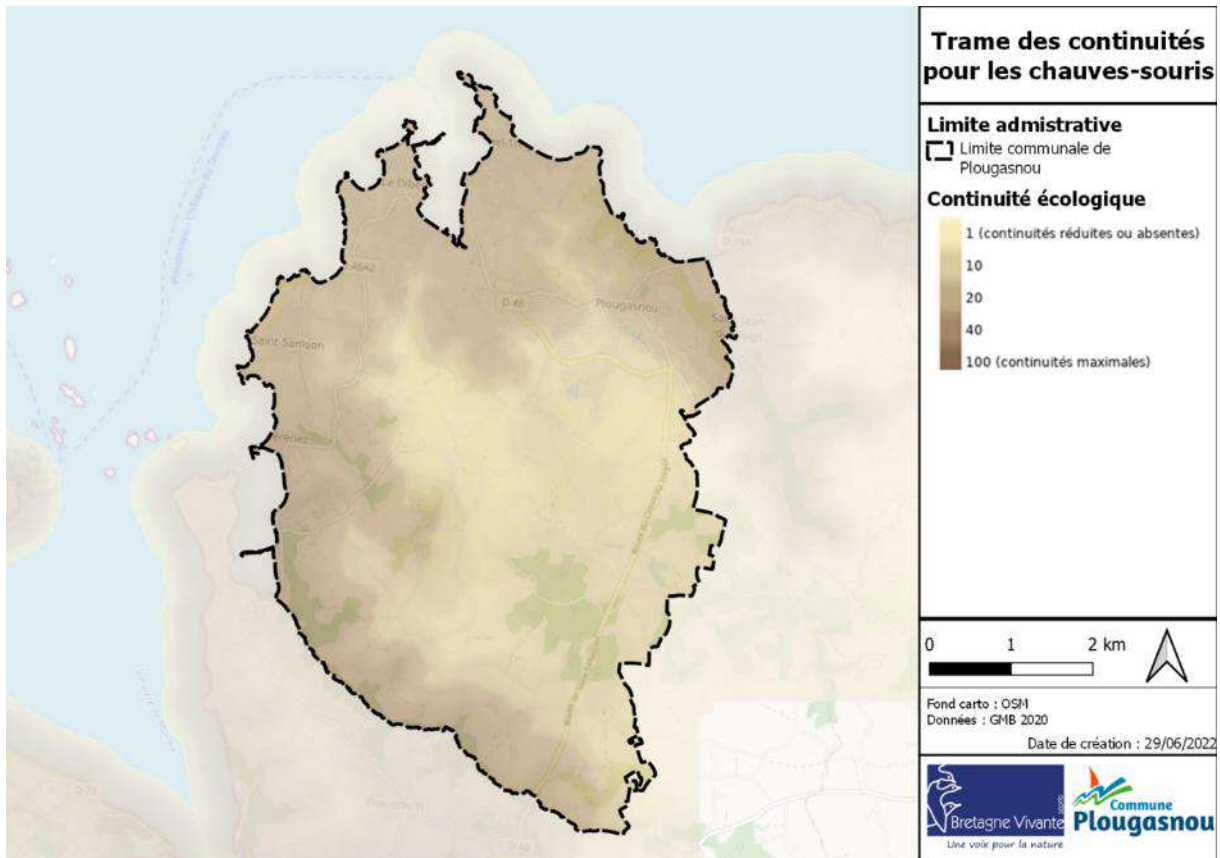 Trame des continuités
pour les chauves-souris
Limite admistrative
Limite communale de
Plougasnou
Continuité écologique
1 (continuités réduites ou absentes)
10
20
40
100 (continuités maximales)
0 1 2 km
Fond carto : OSM
Données : GMB 2020
Date de création : 29/06/2022
Bretagne Vivante
Une voix pour la nature
Commune
Plougasnou
D 46
Plougasnou
Saint-Samson